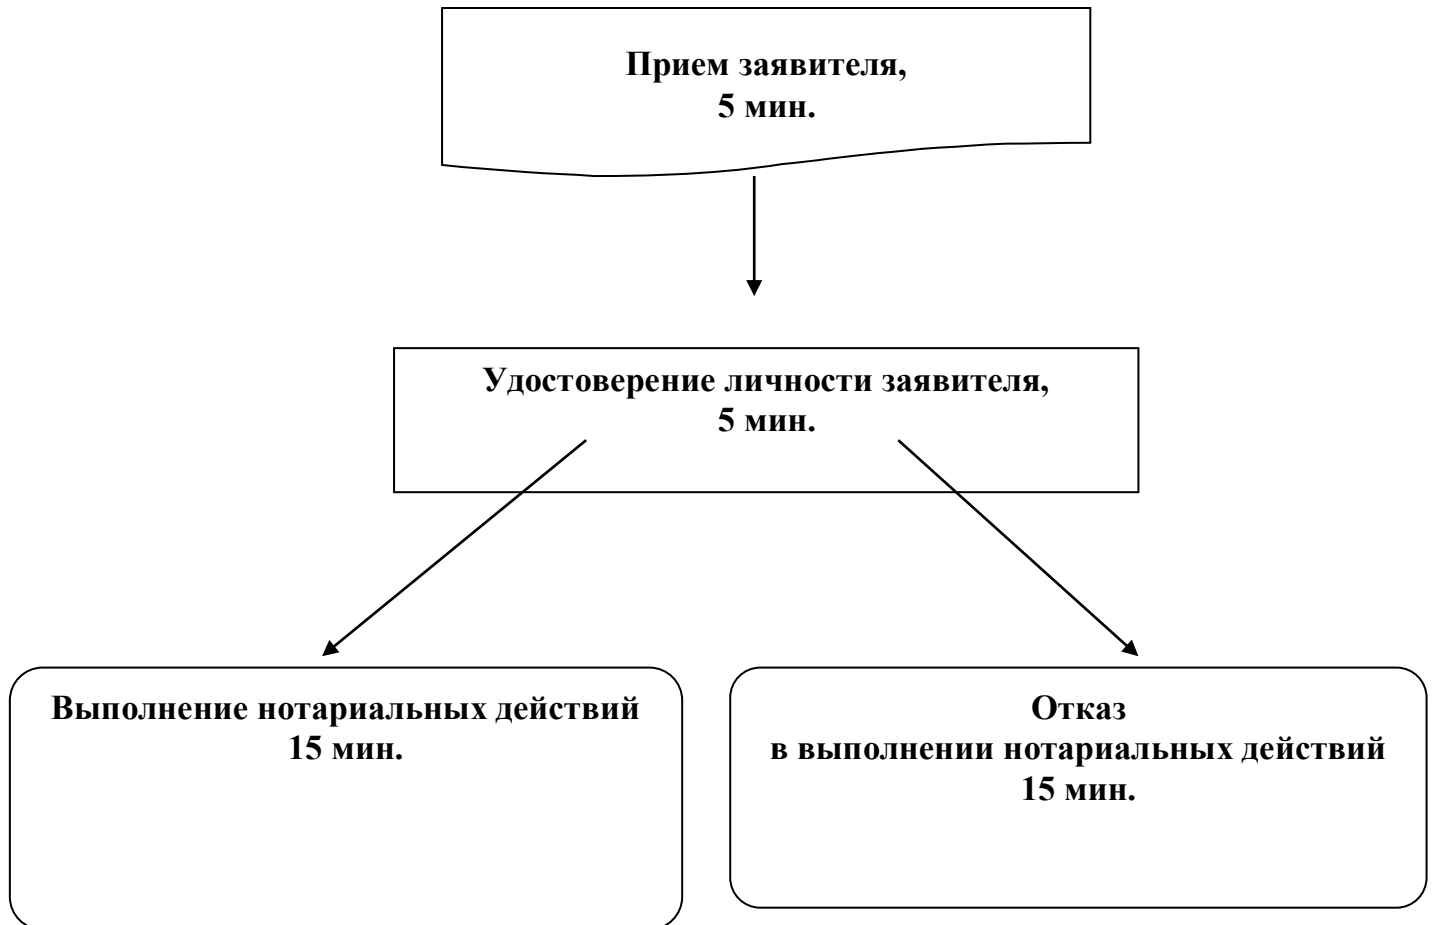 Прием заявителя,
5 мин.
Удостоверение личности заявителя,
5 мин.
Выполнение нотариальных действий
15 мин.
Отказ
в выполнении нотариальных действий
15 мин.